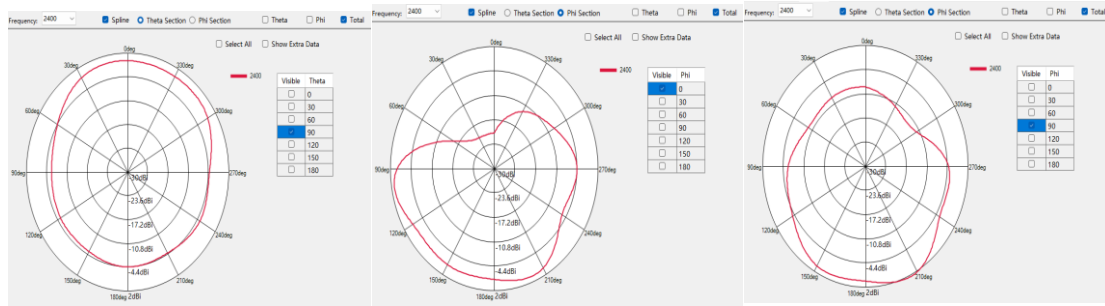 Frequency: 2400 Spline Theta Section Phi Section Theta Phi Total
Select All Show Extra Data
0deg
30deg
330deg
2400
Visible Theta
0
30
60
90
120
150
180
60deg
300deg
90deg
270deg
-30dBi
-23.6dBi
-17.2dBi
-10.8dBi
-4.4dBi
120deg
240deg
150deg
210deg
180deg 2dBi
Frequency: 2400 Spline Theta Section Phi Section Theta Phi Total
Select All Show Extra Data
0deg
30deg
330deg
2400
Visible Phi
0
30
60
90
120
150
180
60deg
300deg
90deg
270deg
-30dBi
-23.6dBi
-17.2dBi
-10.8dBi
-4.4dBi
120deg
240deg
150deg
210deg
180deg 2dBi
Frequency: 2400 Spline Theta Section Phi Section Theta Phi Total
Select All Show Extra Data
0deg
30deg
330deg
2400
Visible Phi
0
30
60
90
120
150
180
60deg
300deg
90deg
270deg
-30dBi
-23.6dBi
-17.2dBi
-10.8dBi
-4.4dBi
120deg
240deg
150deg
210deg
180deg 2dBi